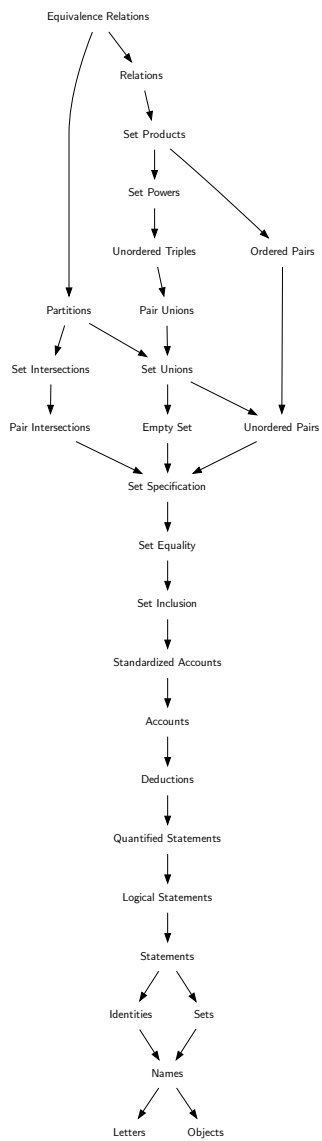 Equivalence Relations
Relations
Set Products
Set Powers
Unordered Triples
Ordered Pairs
Partitions
Pair Unions
Set Intersections
Set Unions
Pair Intersections
Empty Set
Unordered Pairs
Set Specification
Set Equality
Set Inclusion
Standardized Accounts
Accounts
Deductions
Quantified Statements
Logical Statements
Statements
Identities
Sets
Names
Letters
Objects